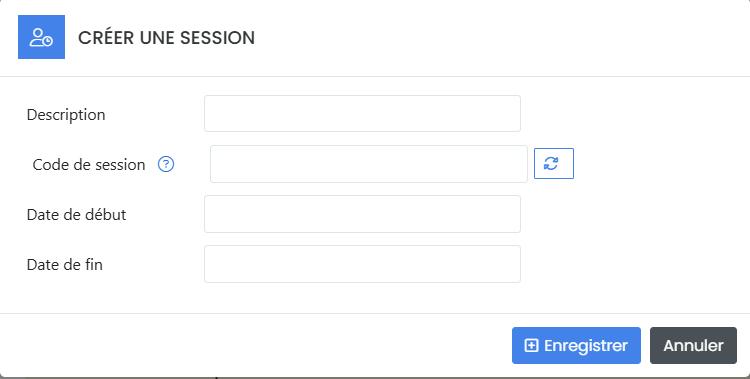 CRÉER UNE SESSION
Description
Code de session ?
Date de début
Date de fin
Enregistrer Annuler